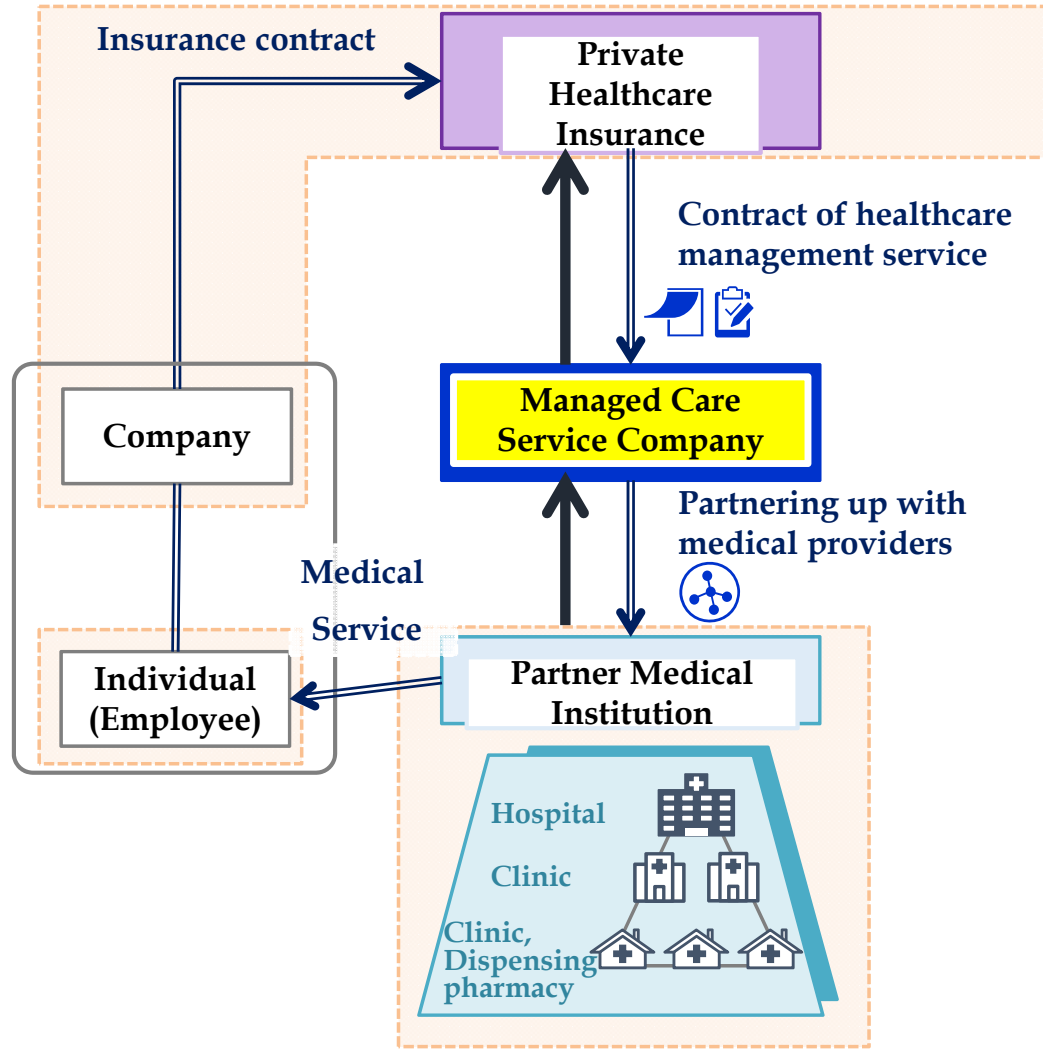 Insurance contract
Private
Healthcare
Insurance
Contract of healthcare
management service
Company
Managed Care
Service Company
Partnering up with
medical providers
Medical
Service
Individual
(Employee)
Partner Medical
Institution
Hospital
Clinic
Clinic,
Dispensing
pharmacy